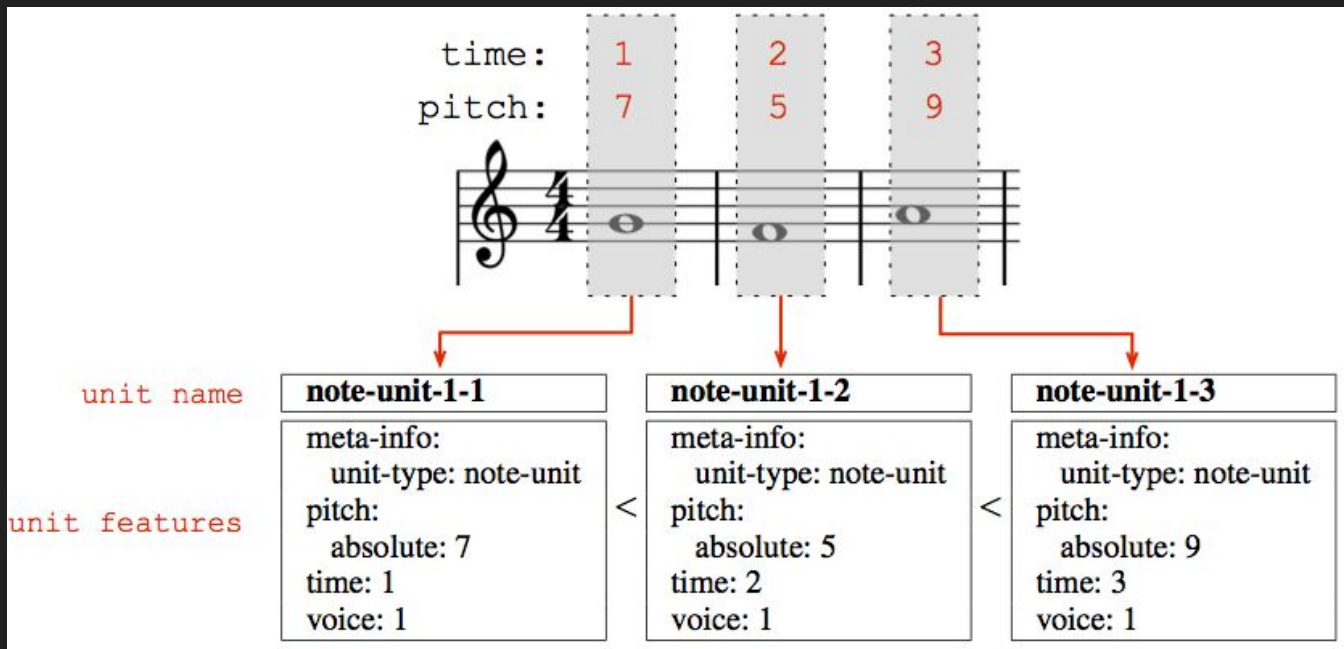 time: 1 2 3
pitch: 7 5 9
4
4
unit name note-unit-1-1 note-unit-1-2 note-unit-1-3
meta-info: meta-info: meta-info:
unit-type: note-unit unit-type: note-unit unit-type: note-unit
pitch: < pitch: < pitch:
unit features
absolute: 7 absolute: 5 absolute: 9
time: 1 time: 2 time: 3
voice: 1 voice: 1 voice: 1